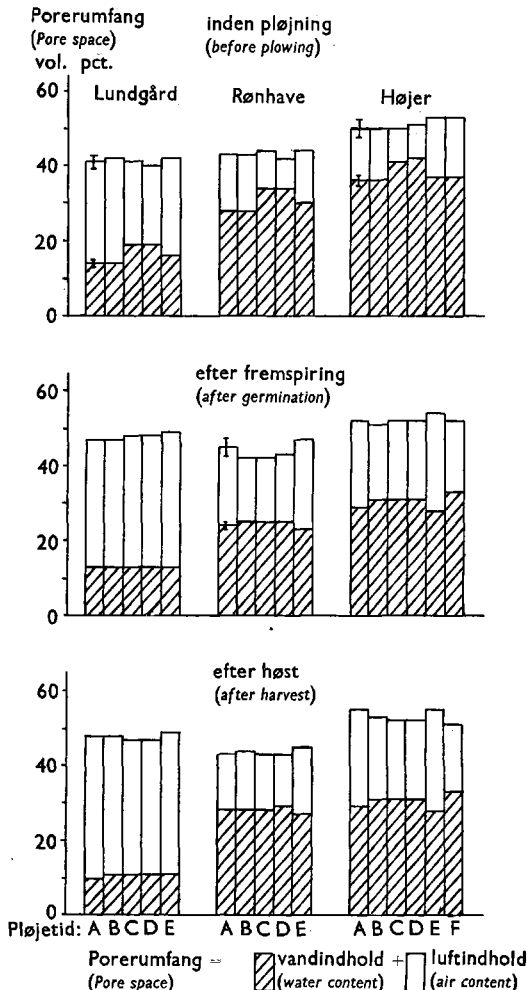 Porerumfang
(Pore space)
vol. pct.
inden pløjning
(before plowing)
Lundgård Rønhave Højer
60
40
20
0
efter fremspiring
(after germination)
40
20
0
efter høst
(after harvest)
60
40
20
0
Pløjetid: A B C D E A B C D E A B C D E F
Porerumfang = vandindhold + luftindhold
(Pore space) (water content) (air content)